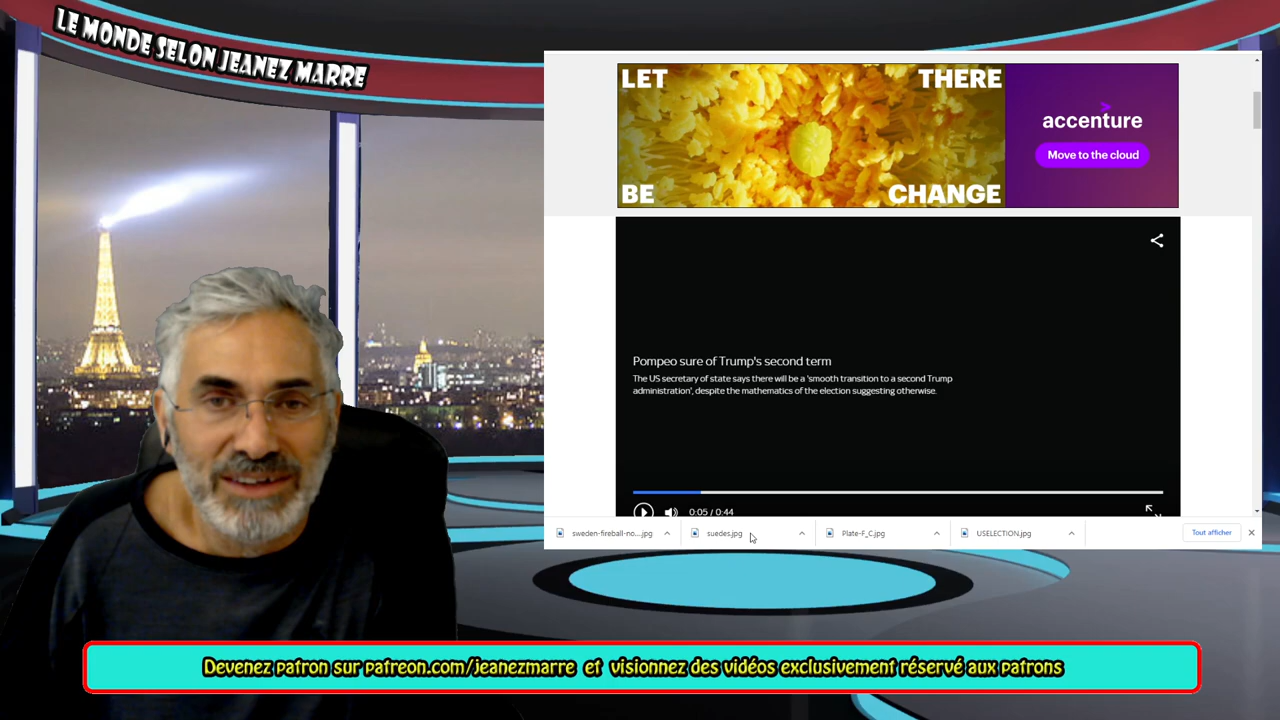 LE MONDE SELON JEANEZ MARRE
LET THERE
BE CHANGE
accenture
Move to the cloud
Pompeo sure of Trump's second term
The US secretary of state says there will be a 'smooth transition to a second Trump
administration', despite the mathematics of the election suggesting otherwise.
0:05 / 0:44
sweden-fireball-no....jpg
suedes.jpg
Plate-F_C.jpg
USELECTION.jpg
Tout afficher
Devenez patron sur patreon.com/jeanezmarre et visionnez des vidéos exclusivement réservé aux patrons